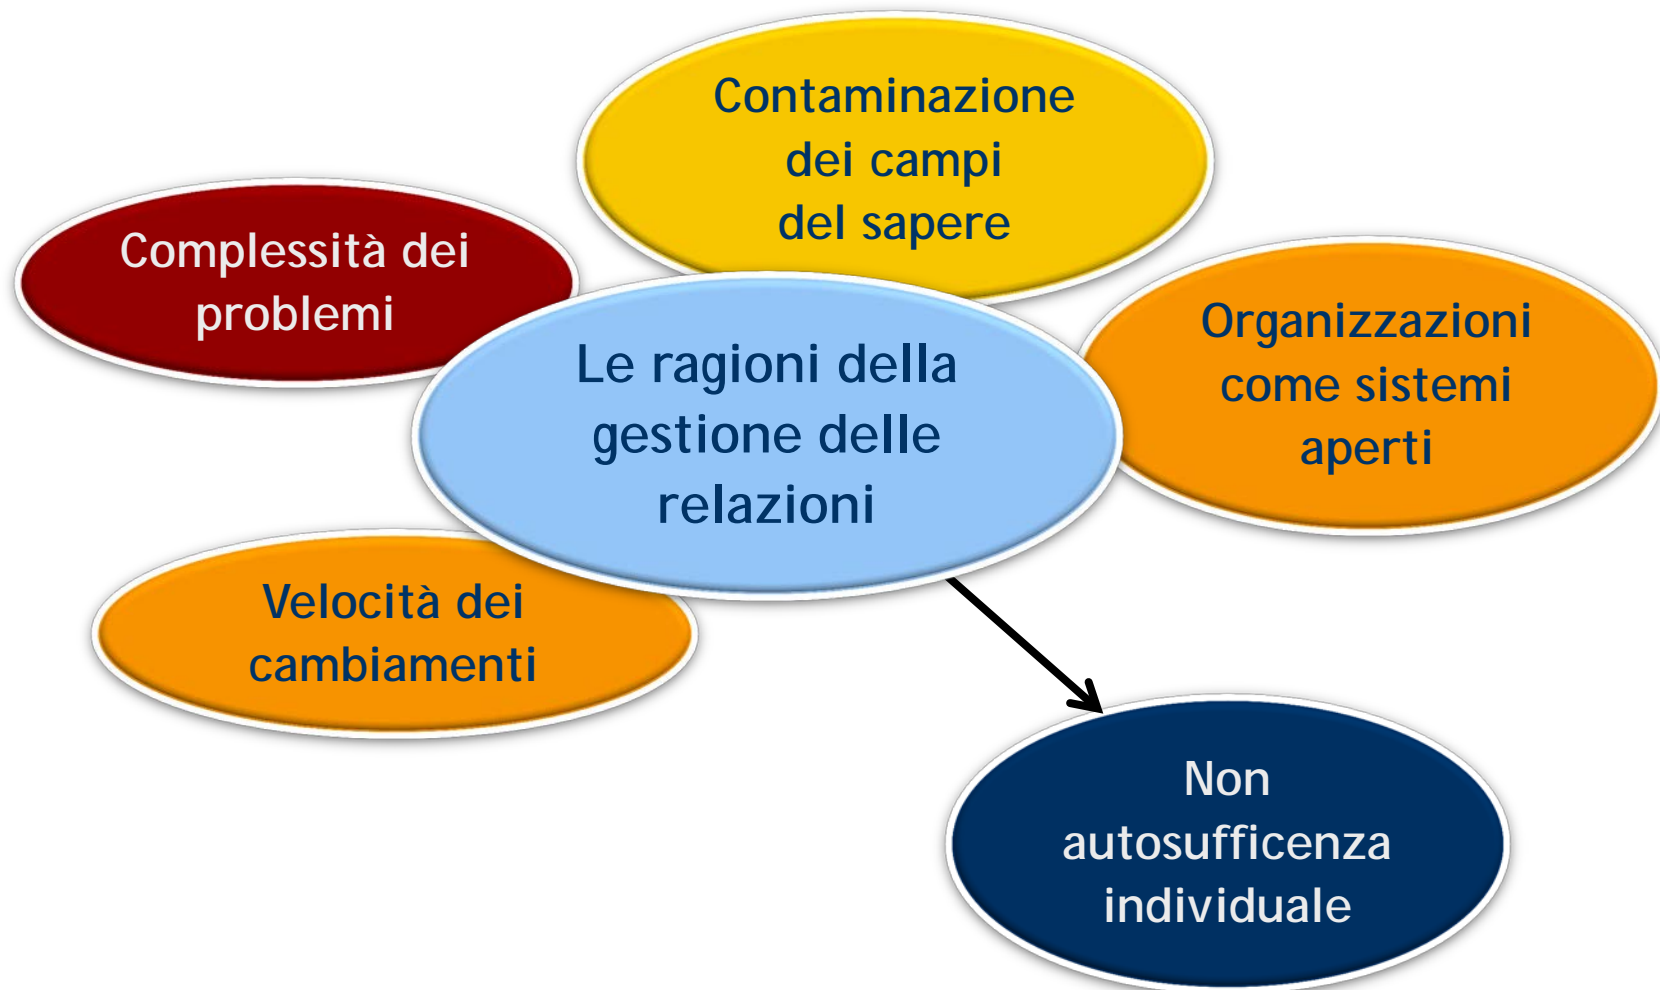 Contaminazione
dei campi
del sapere
Complessità dei
problemi
Organizzazioni
come sistemi
aperti
Le ragioni della
gestione delle
relazioni
Velocità dei
cambiamenti
Non
autosufficenza
individuale